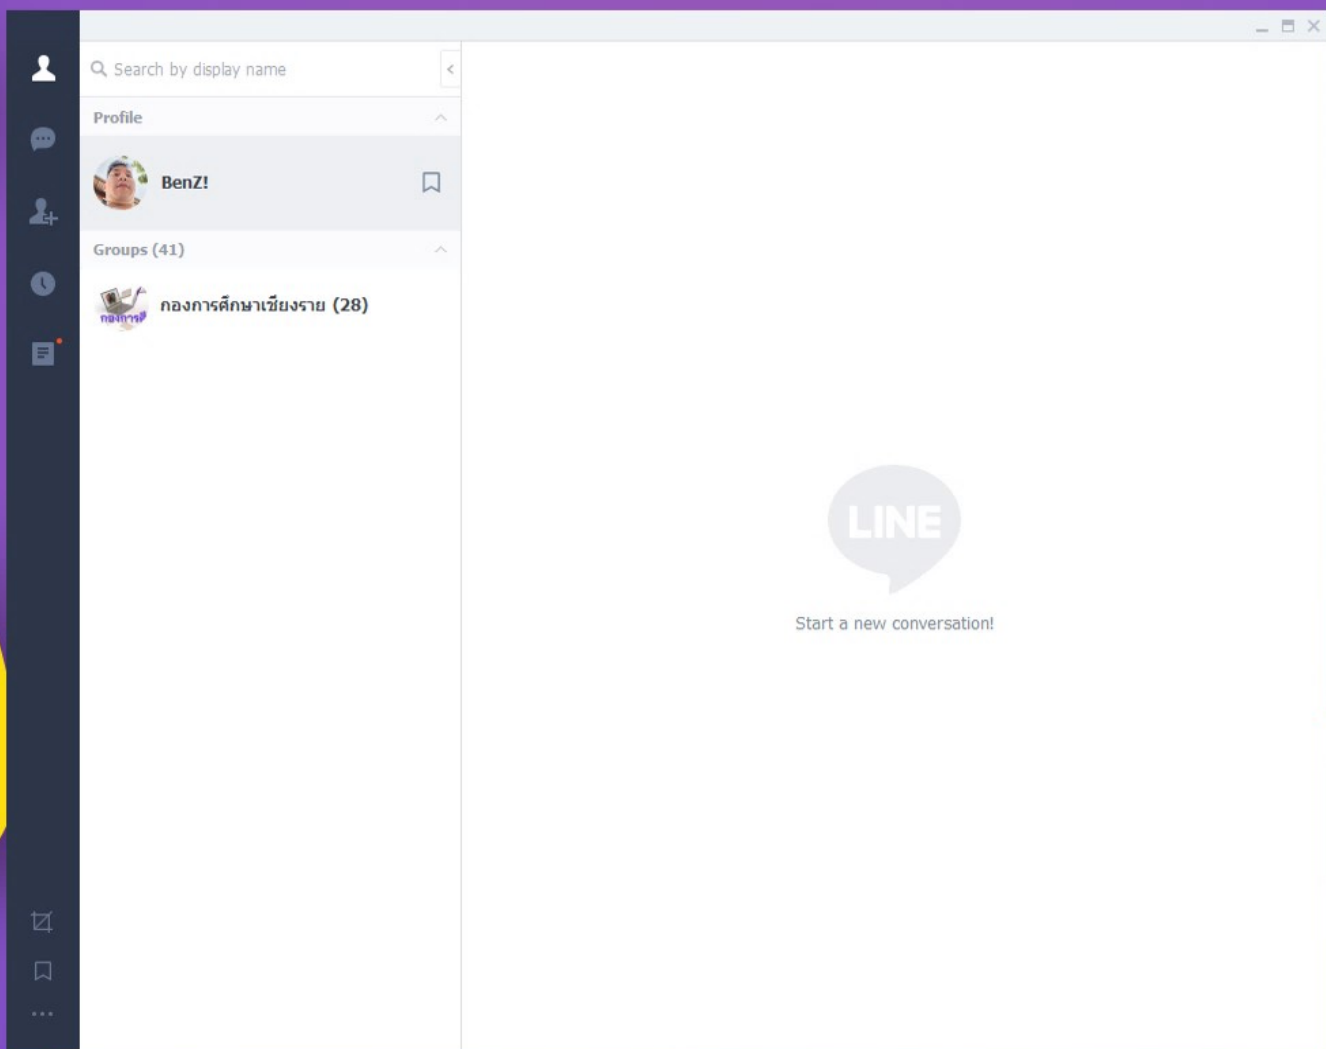 Search by display name
Profile
BenZ!
Groups (41)
กองการศึกษาเชียงราย (28)
LINE
Start a new conversation!